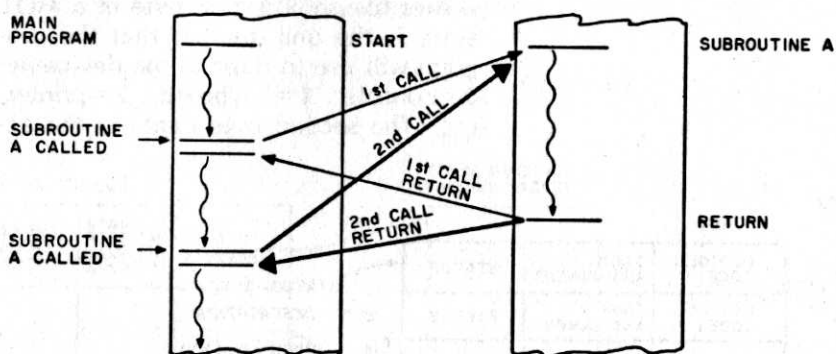 MAIN
PROGRAM
START
SUBROUTINE A
1st CALL
2nd CALL
SUBROUTINE
A CALLED
1st CALL
RETURN
2nd CALL
RETURN
RETURN
SUBROUTINE
A CALLED